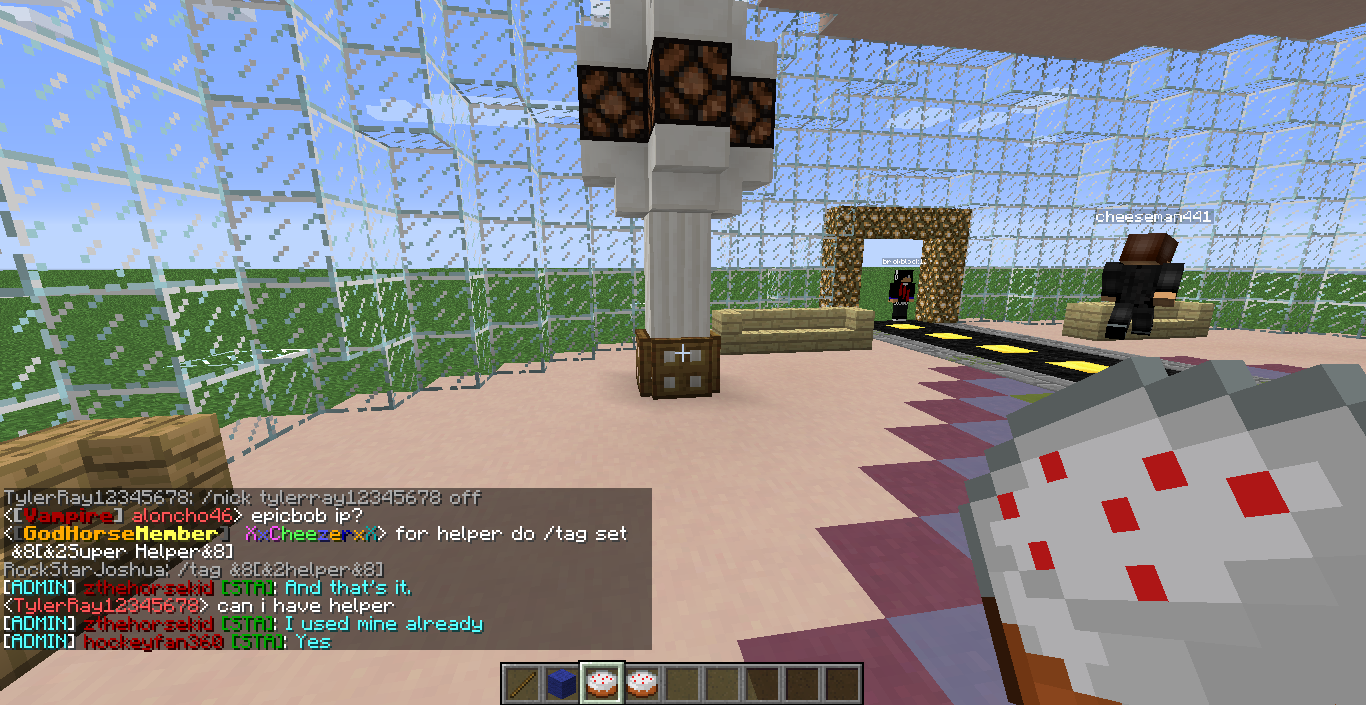 cheeseman441
TylerRay12345678: /nick tylerray12345678 off
<[Vampire] aloncho46> epicbob ip?
<[GodHorseMember] XxCheezerxX> for helper do /tag set
&8[&2Super Helper&8]
RockStarJoshua: /tag &8[&2helper&8]
[ADMIN] zthehorsekid [STA]: And that's it.
<TylerRay12345678> can i have helper
[ADMIN] zthehorsekid [STA]: I used mine already
[ADMIN] hockeyfan360 [STA]: Yes